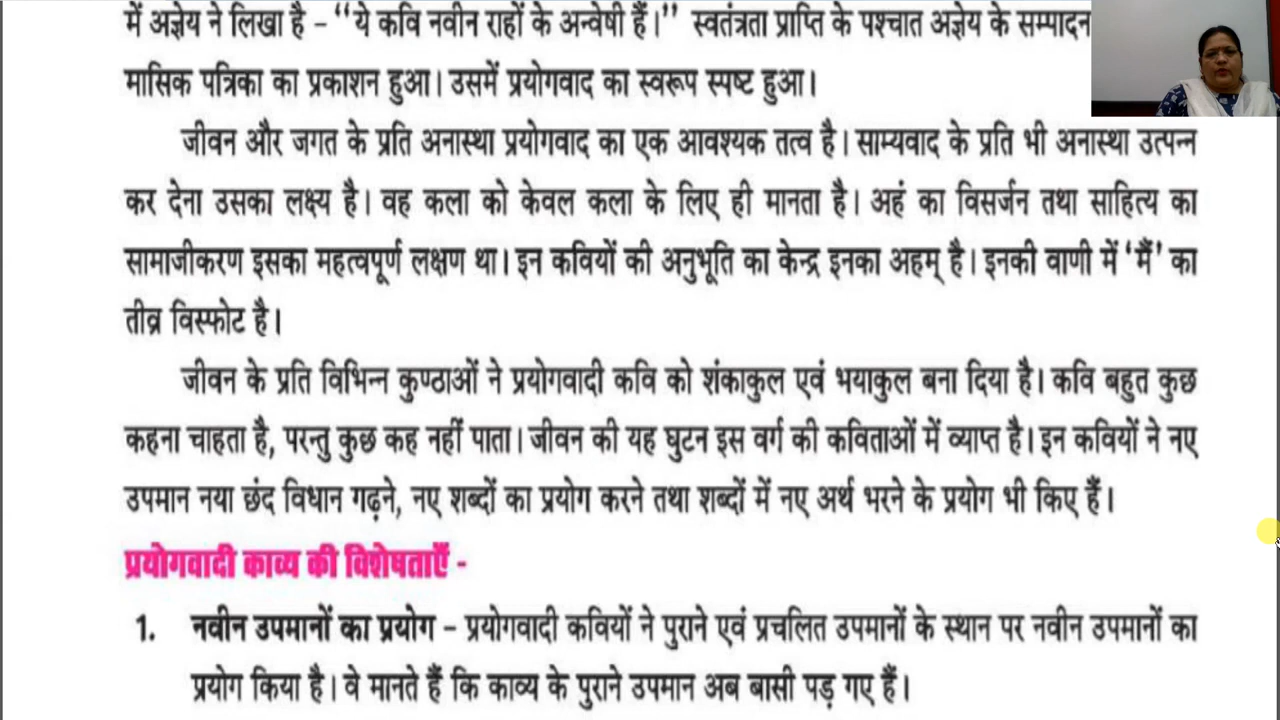 में अज्ञेय ने लिखा है – ‘‘ये कवि नवीन राहों के अन्वेषी हैं।’’ स्वतंत्रता प्राप्ति के पश्चात अज्ञेय के सम्पादन
मासिक पत्रिका का प्रकाशन हुआ। उसमें प्रयोगवाद का स्वरूप स्पष्ट हुआ।
जीवन और जगत के प्रति अनास्था प्रयोगवाद का एक आवश्यक तत्व है। साम्यवाद के प्रति भी अनास्था उत्पन्न
कर देना उसका लक्ष्य है। वह कला को केवल कला के लिए ही मानता है। अहं का विसर्जन तथा साहित्य का
सामाजीकरण इसका महत्वपूर्ण लक्षण था। इन कवियों की अनुभूति का केन्द्र इनका अहम् है। इनकी वाणी में ‘मैं’ का
तीव्र विस्फोट है।
जीवन के प्रति विभिन्न कुण्ठाओं ने प्रयोगवादी कवि को शंकाकुल एवं भयाकुल बना दिया है। कवि बहुत कुछ
कहना चाहता है, परन्तु कुछ कह नहीं पाता। जीवन की यह घुटन इस वर्ग की कविताओं में व्याप्त है। इन कवियों ने नए
उपमान नया छंद विधान गढ़ने, नए शब्दों का प्रयोग करने तथा शब्दों में नए अर्थ भरने के प्रयोग भी किए हैं।
प्रयोगवादी काव्य की विशेषताएँ -
1. नवीन उपमानों का प्रयोग – प्रयोगवादी कवियों ने पुराने एवं प्रचलित उपमानों के स्थान पर नवीन उपमानों का
प्रयोग किया है। वे मानते हैं कि काव्य के पुराने उपमान अब बासी पड़ गए हैं।